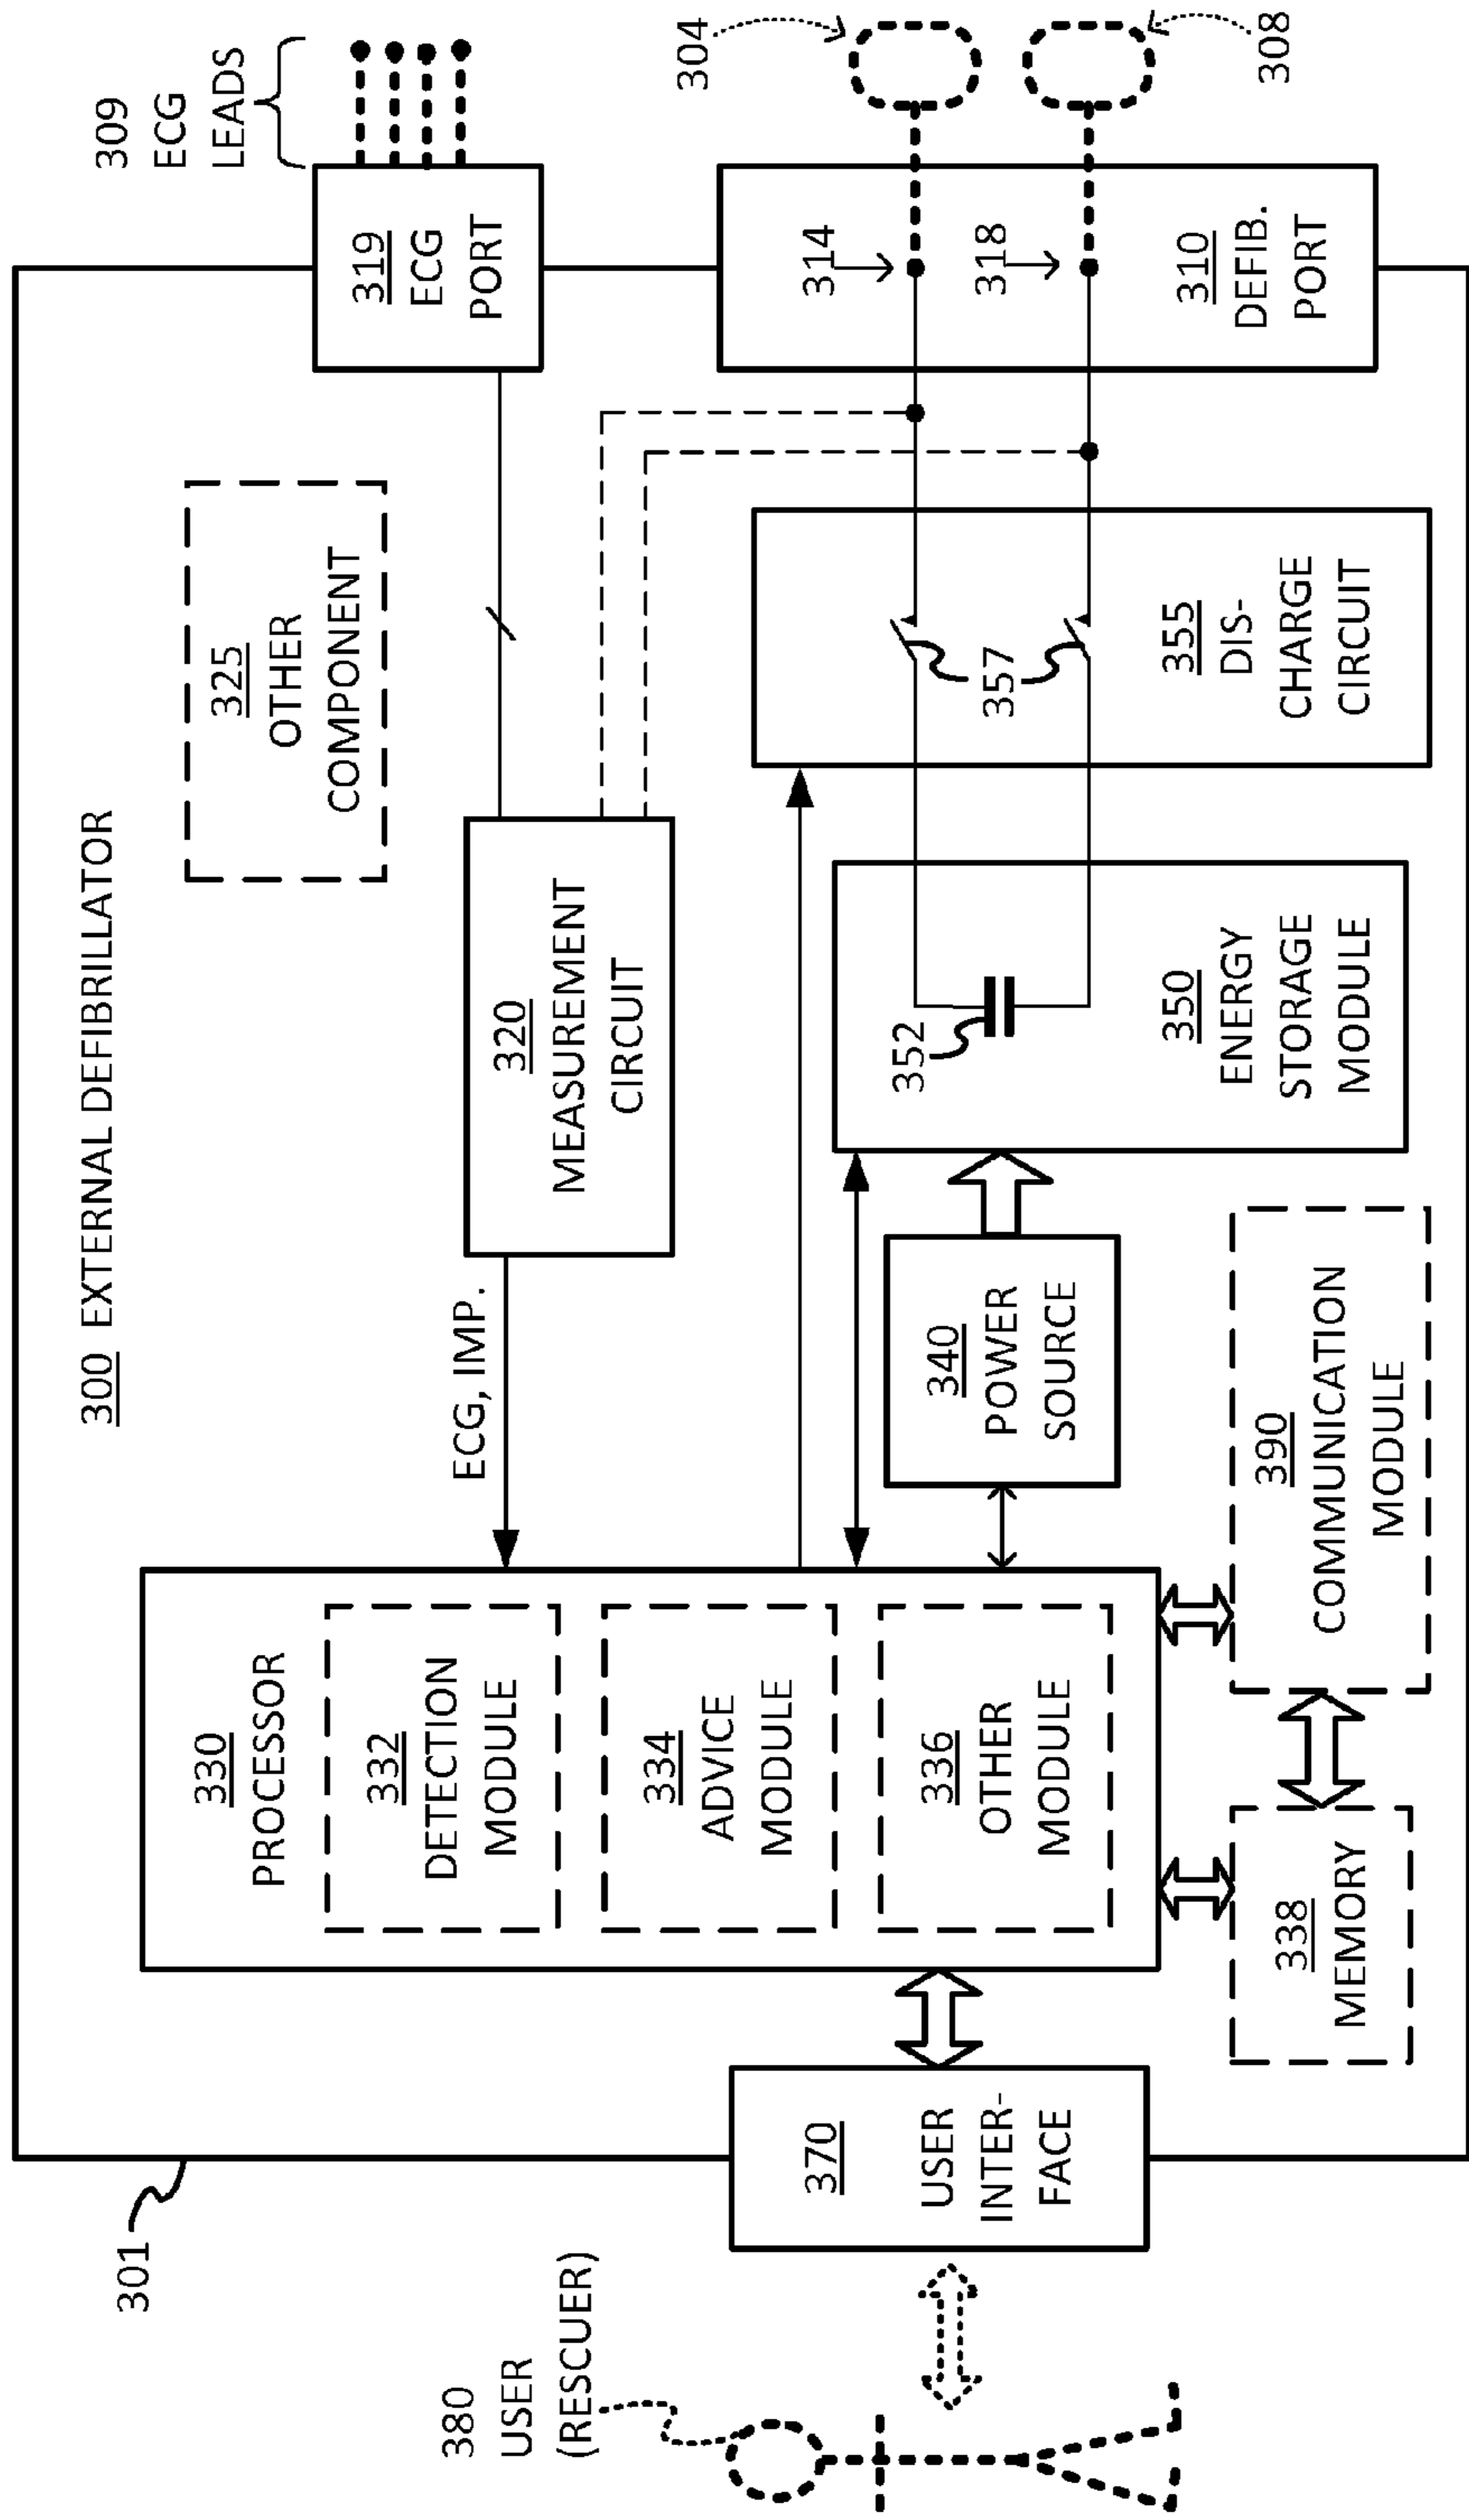 300 EXTERNAL DEFIBRILLATOR
301
309
ECG
LEADS
319
ECG
PORT
304
308
314
318
310
DEFIB.
PORT
325
OTHER
COMPONENT
320
MEASUREMENT
CIRCUIT
ECG, IMP.
330
PROCESSOR
332
DETECTION
MODULE
334
ADVICE
MODULE
336
OTHER
MODULE
357
355
DIS-
CHARGE
CIRCUIT
352
350
ENERGY
STORAGE
MODULE
340
POWER
SOURCE
390
COMMUNICATION
MODULE
338
MEMORY
370
USER
INTER-
FACE
380
USER
(RESCUER)